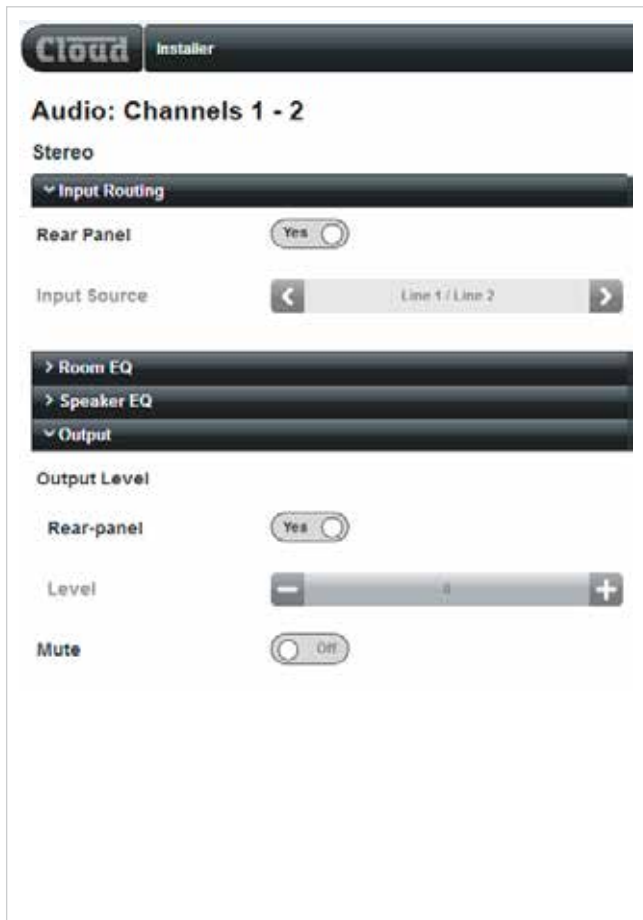 Cloud Installer
Audio: Channels 1 - 2
Stereo
Input Routing
Rear Panel Yes
Input Source Line 1 / Line 2
Room EQ
Speaker EQ
Output
Output Level
Rear-panel Yes
Level
Mute Off